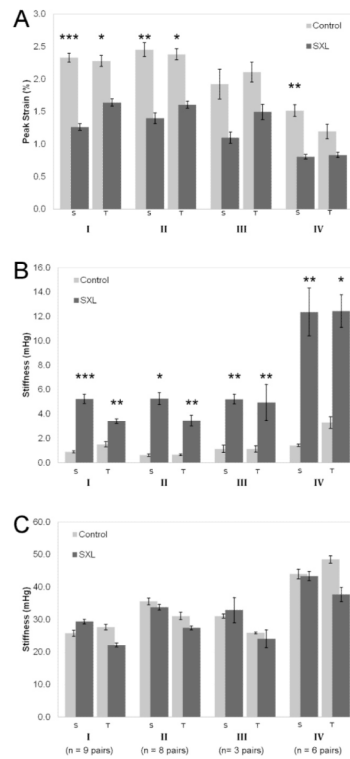 A
Peak Strain (%)
3.0
2.5
2.0
1.5
1.0
0.5
0.0
Control
SXL
*** * ** * **
S T S T S T S T
I II III IV
B
Stiffness (mHg)
16.0
14.0
12.0
10.0
8.0
6.0
4.0
2.0
0.0
Control
SXL
*** ** * ** ** ** ** *
S T S T S T S T
I II III IV
C
Stiffness (mHg)
60.0
50.0
40.0
30.0
20.0
10.0
0.0
Control
SXL
S T S T S T S T
I II III IV
(n = 9 pairs) (n = 8 pairs) (n = 3 pairs) (n = 6 pairs)